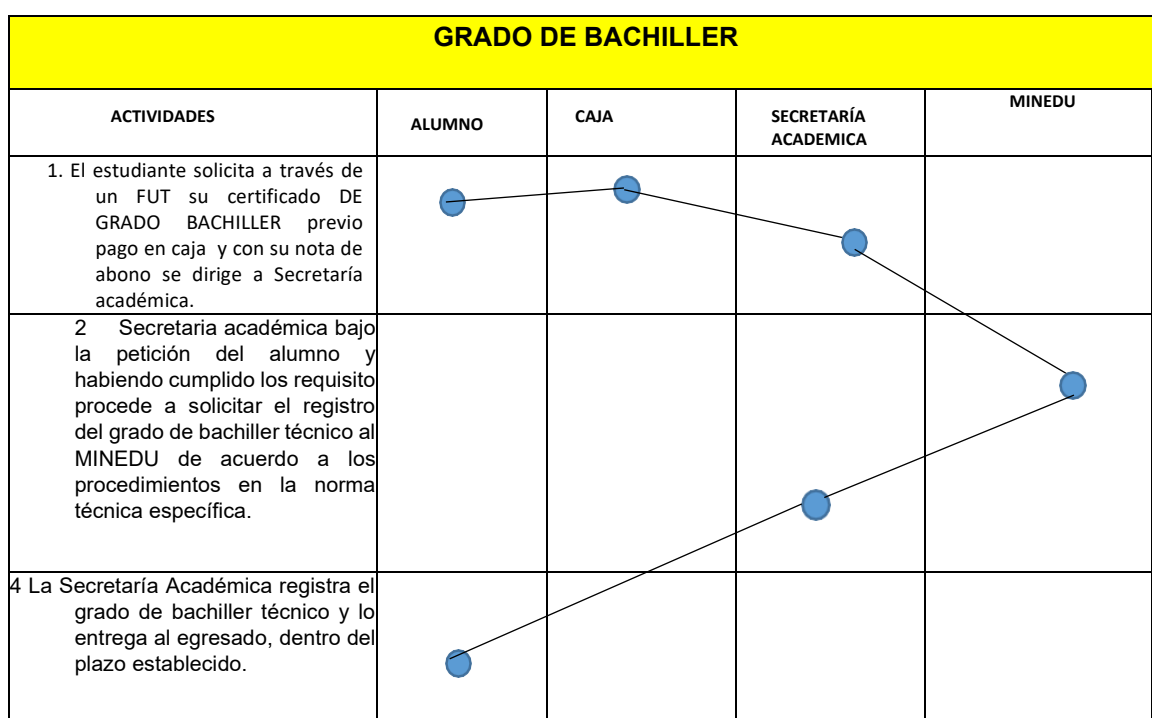 GRADO DE BACHILLER
ACTIVIDADES
ALUMNO
CAJA
SECRETARÍA
ACADEMICA
MINEDU
1. El estudiante solicita a través de
un FUT su certificado DE
GRADO BACHILLER previo
pago en caja y con su nota de
abono se dirige a Secretaría
académica.
2 Secretaria académica bajo
la petición del alumno y
habiendo cumplido los requisito
procede a solicitar el registro
del grado de bachiller técnico al
MINEDU de acuerdo a los
procedimientos en la norma
técnica específica.
4 La Secretaría Académica registra el
grado de bachiller técnico y lo
entrega al egresado, dentro del
plazo establecido.